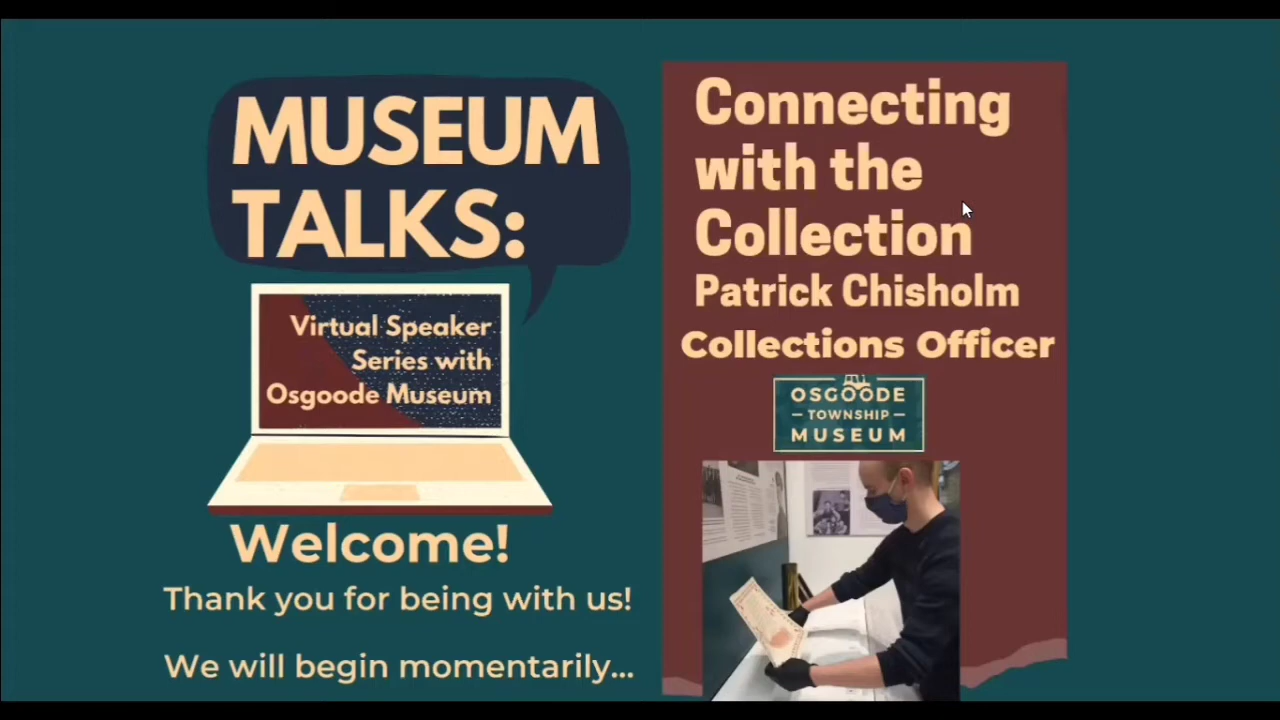 MUSEUM
TALKS:
Virtual Speaker
Series with
Osgoode Museum
Welcome!
Thank you for being with us!
We will begin momentarily...
Connecting
with the
Collection
Patrick Chisholm
Collections Officer
OSGOODE
TOWNSHIP
MUSEUM